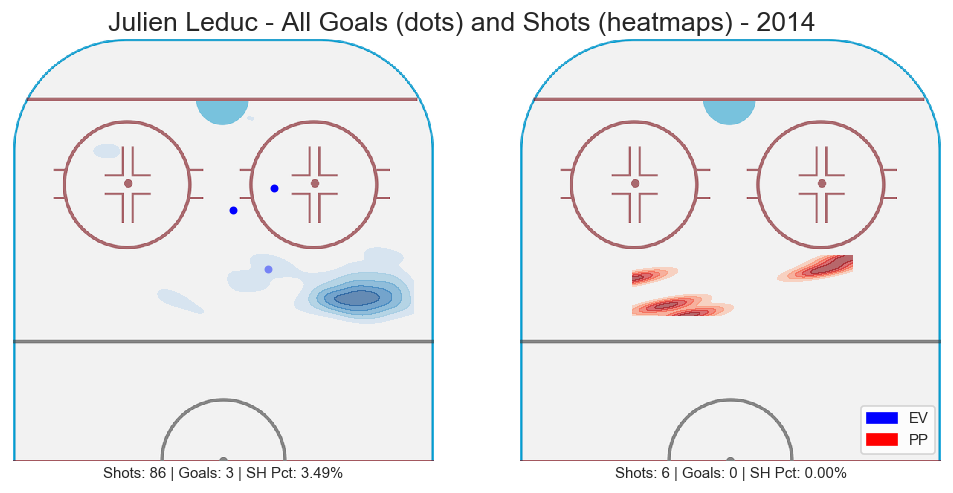 Julien Leduc - All Goals (dots) and Shots (heatmaps) - 2014
EV
PP
Shots: 86 | Goals: 3 | SH Pct: 3.49%
Shots: 6 | Goals: 0 | SH Pct: 0.00%